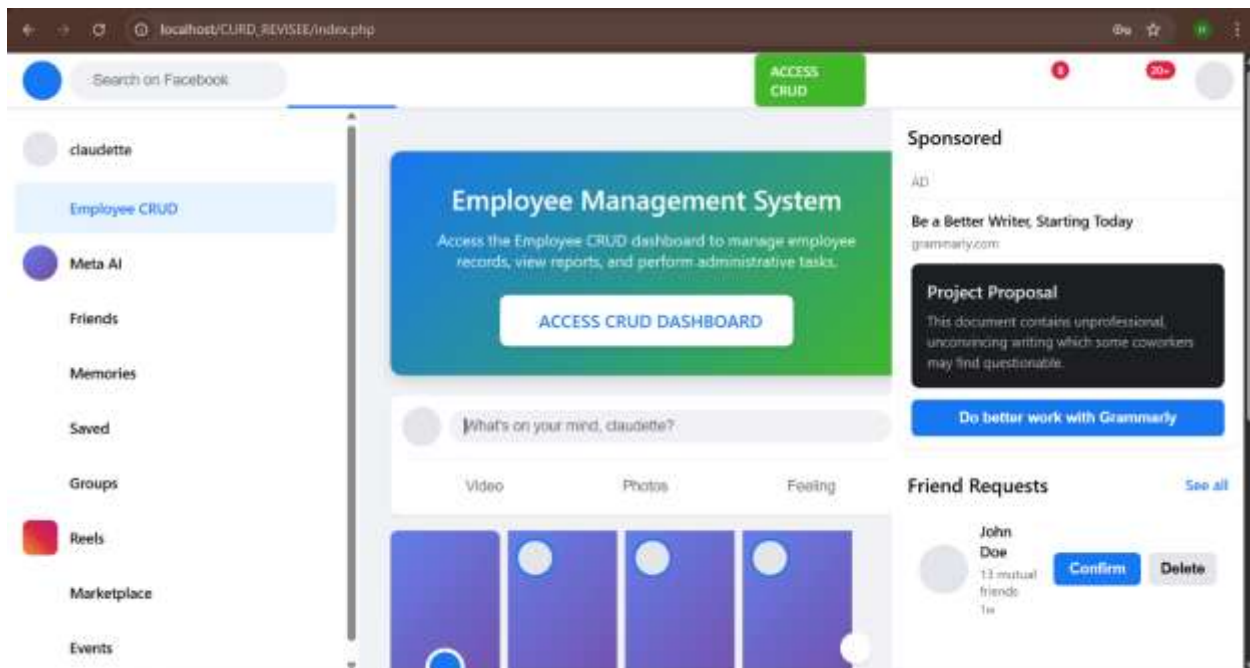 localhost/CURD_REVISEE/index.php
Search on Facebook
ACCESS
CRUD
8
20+
claudette
Employee CRUD
Meta AI
Friends
Memories
Saved
Groups
Reels
Marketplace
Events
Employee Management System
Access the Employee CRUD dashboard to manage employee
records, view reports, and perform administrative tasks.
ACCESS CRUD DASHBOARD
What's on your mind, claudette?
Video
Photos
Feeling
Sponsored
AD
Be a Better Writer, Starting Today
grammarly.com
Project Proposal
This document contains unprofessional,
unconvincing writing which some coworkers
may find questionable.
Do better work with Grammarly
Friend Requests
See all
John
Doe
13 mutual
friends
1w
Confirm
Delete